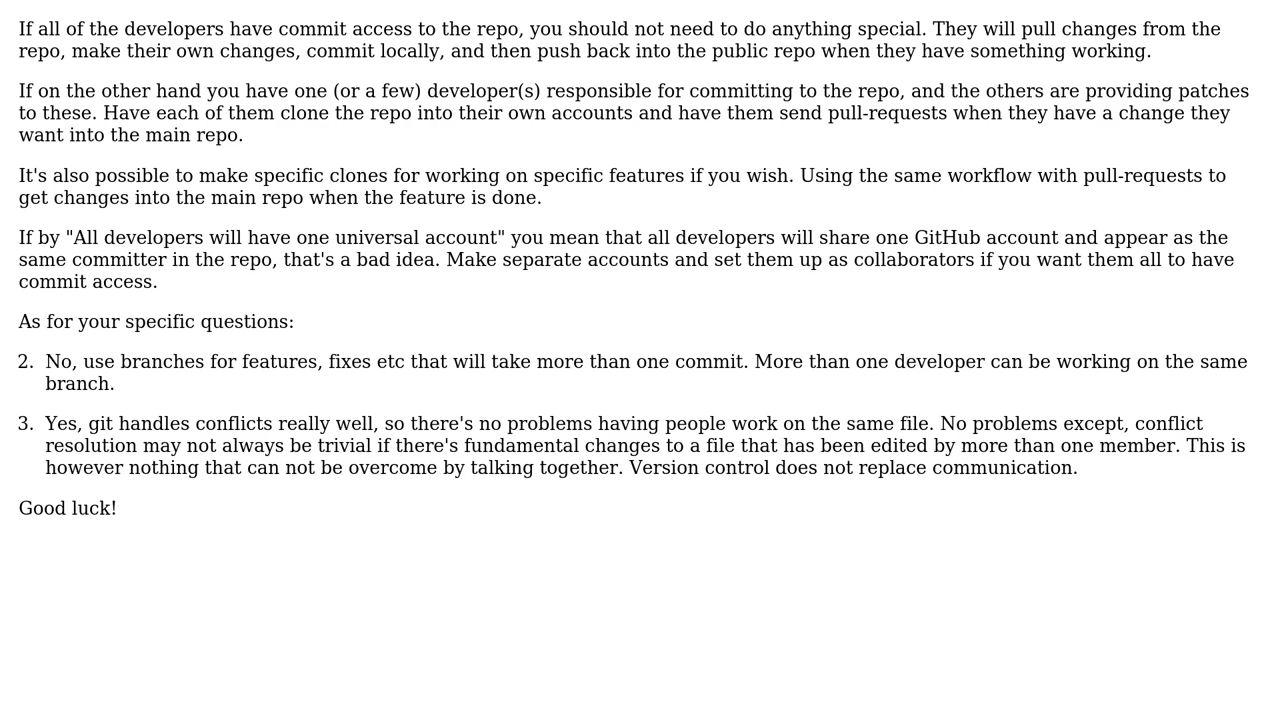 If all of the developers have commit access to the repo, you should not need to do anything special. They will pull changes from the
repo, make their own changes, commit locally, and then push back into the public repo when they have something working.
If on the other hand you have one (or a few) developer(s) responsible for committing to the repo, and the others are providing patches
to these. Have each of them clone the repo into their own accounts and have them send pull-requests when they have a change they
want into the main repo.
It's also possible to make specific clones for working on specific features if you wish. Using the same workflow with pull-requests to
get changes into the main repo when the feature is done.
If by "All developers will have one universal account" you mean that all developers will share one GitHub account and appear as the
same committer in the repo, that's a bad idea. Make separate accounts and set them up as collaborators if you want them all to have
commit access.
As for your specific questions:
2. No, use branches for features, fixes etc that will take more than one commit. More than one developer can be working on the same
branch.
3. Yes, git handles conflicts really well, so there's no problems having people work on the same file. No problems except, conflict
resolution may not always be trivial if there's fundamental changes to a file that has been edited by more than one member. This is
however nothing that can not be overcome by talking together. Version control does not replace communication.
Good luck!